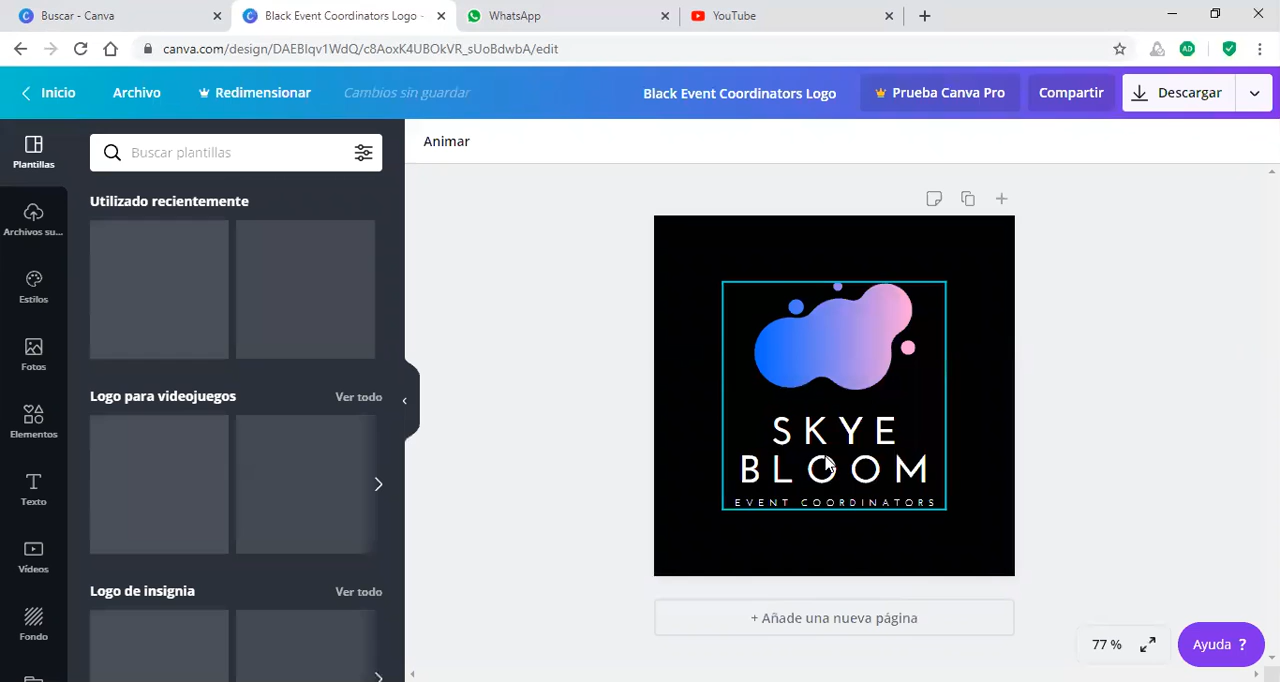 Buscar - Canva
Black Event Coordinators Logo -
WhatsApp
YouTube
canva.com/design/DAEBlqv1WdQ/c8AoxK4UBOkVR_sUoBdwbA/edit
AD
Inicio
Archivo
Redimensionar
Cambios sin guardar
Black Event Coordinators Logo
Prueba Canva Pro
Compartir
Descargar
Plantillas
Buscar plantillas
Animar
Utilizado recientemente
Archivos su...
Estilos
Fotos
Logo para videojuegos
Ver todo
Elementos
SKYE
BLOOM
EVENT COORDINATORS
Texto
Vídeos
Logo de insignia
Ver todo
Fondo
+ Añade una nueva página
77 %
Ayuda ?